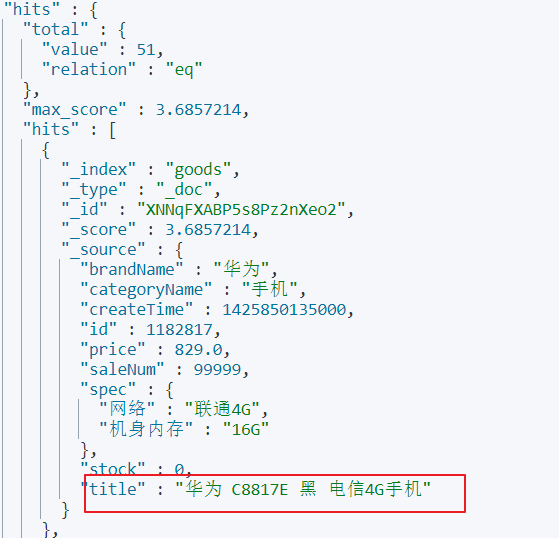 "hits" : {
"total" : {
"value" : 51,
"relation" : "eq"
},
"max_score" : 3.6857214,
"hits" : [
{
"_index" : "goods",
"_type" : "_doc",
"_id" : "XNNqFXABP5s8Pz2nXeo2",
"_score" : 3.6857214,
"_source" : {
"brandName" : "华为",
"categoryName" : "手机",
"createTime" : 1425850135000,
"id" : 1182817,
"price" : 829.0,
"saleNum" : 99999,
"spec" : {
"网络" : "联通4G",
"机身内存" : "16G"
},
"stock" : 0,
"title" : "华为 C8817E 黑 电信4G手机"
}
},